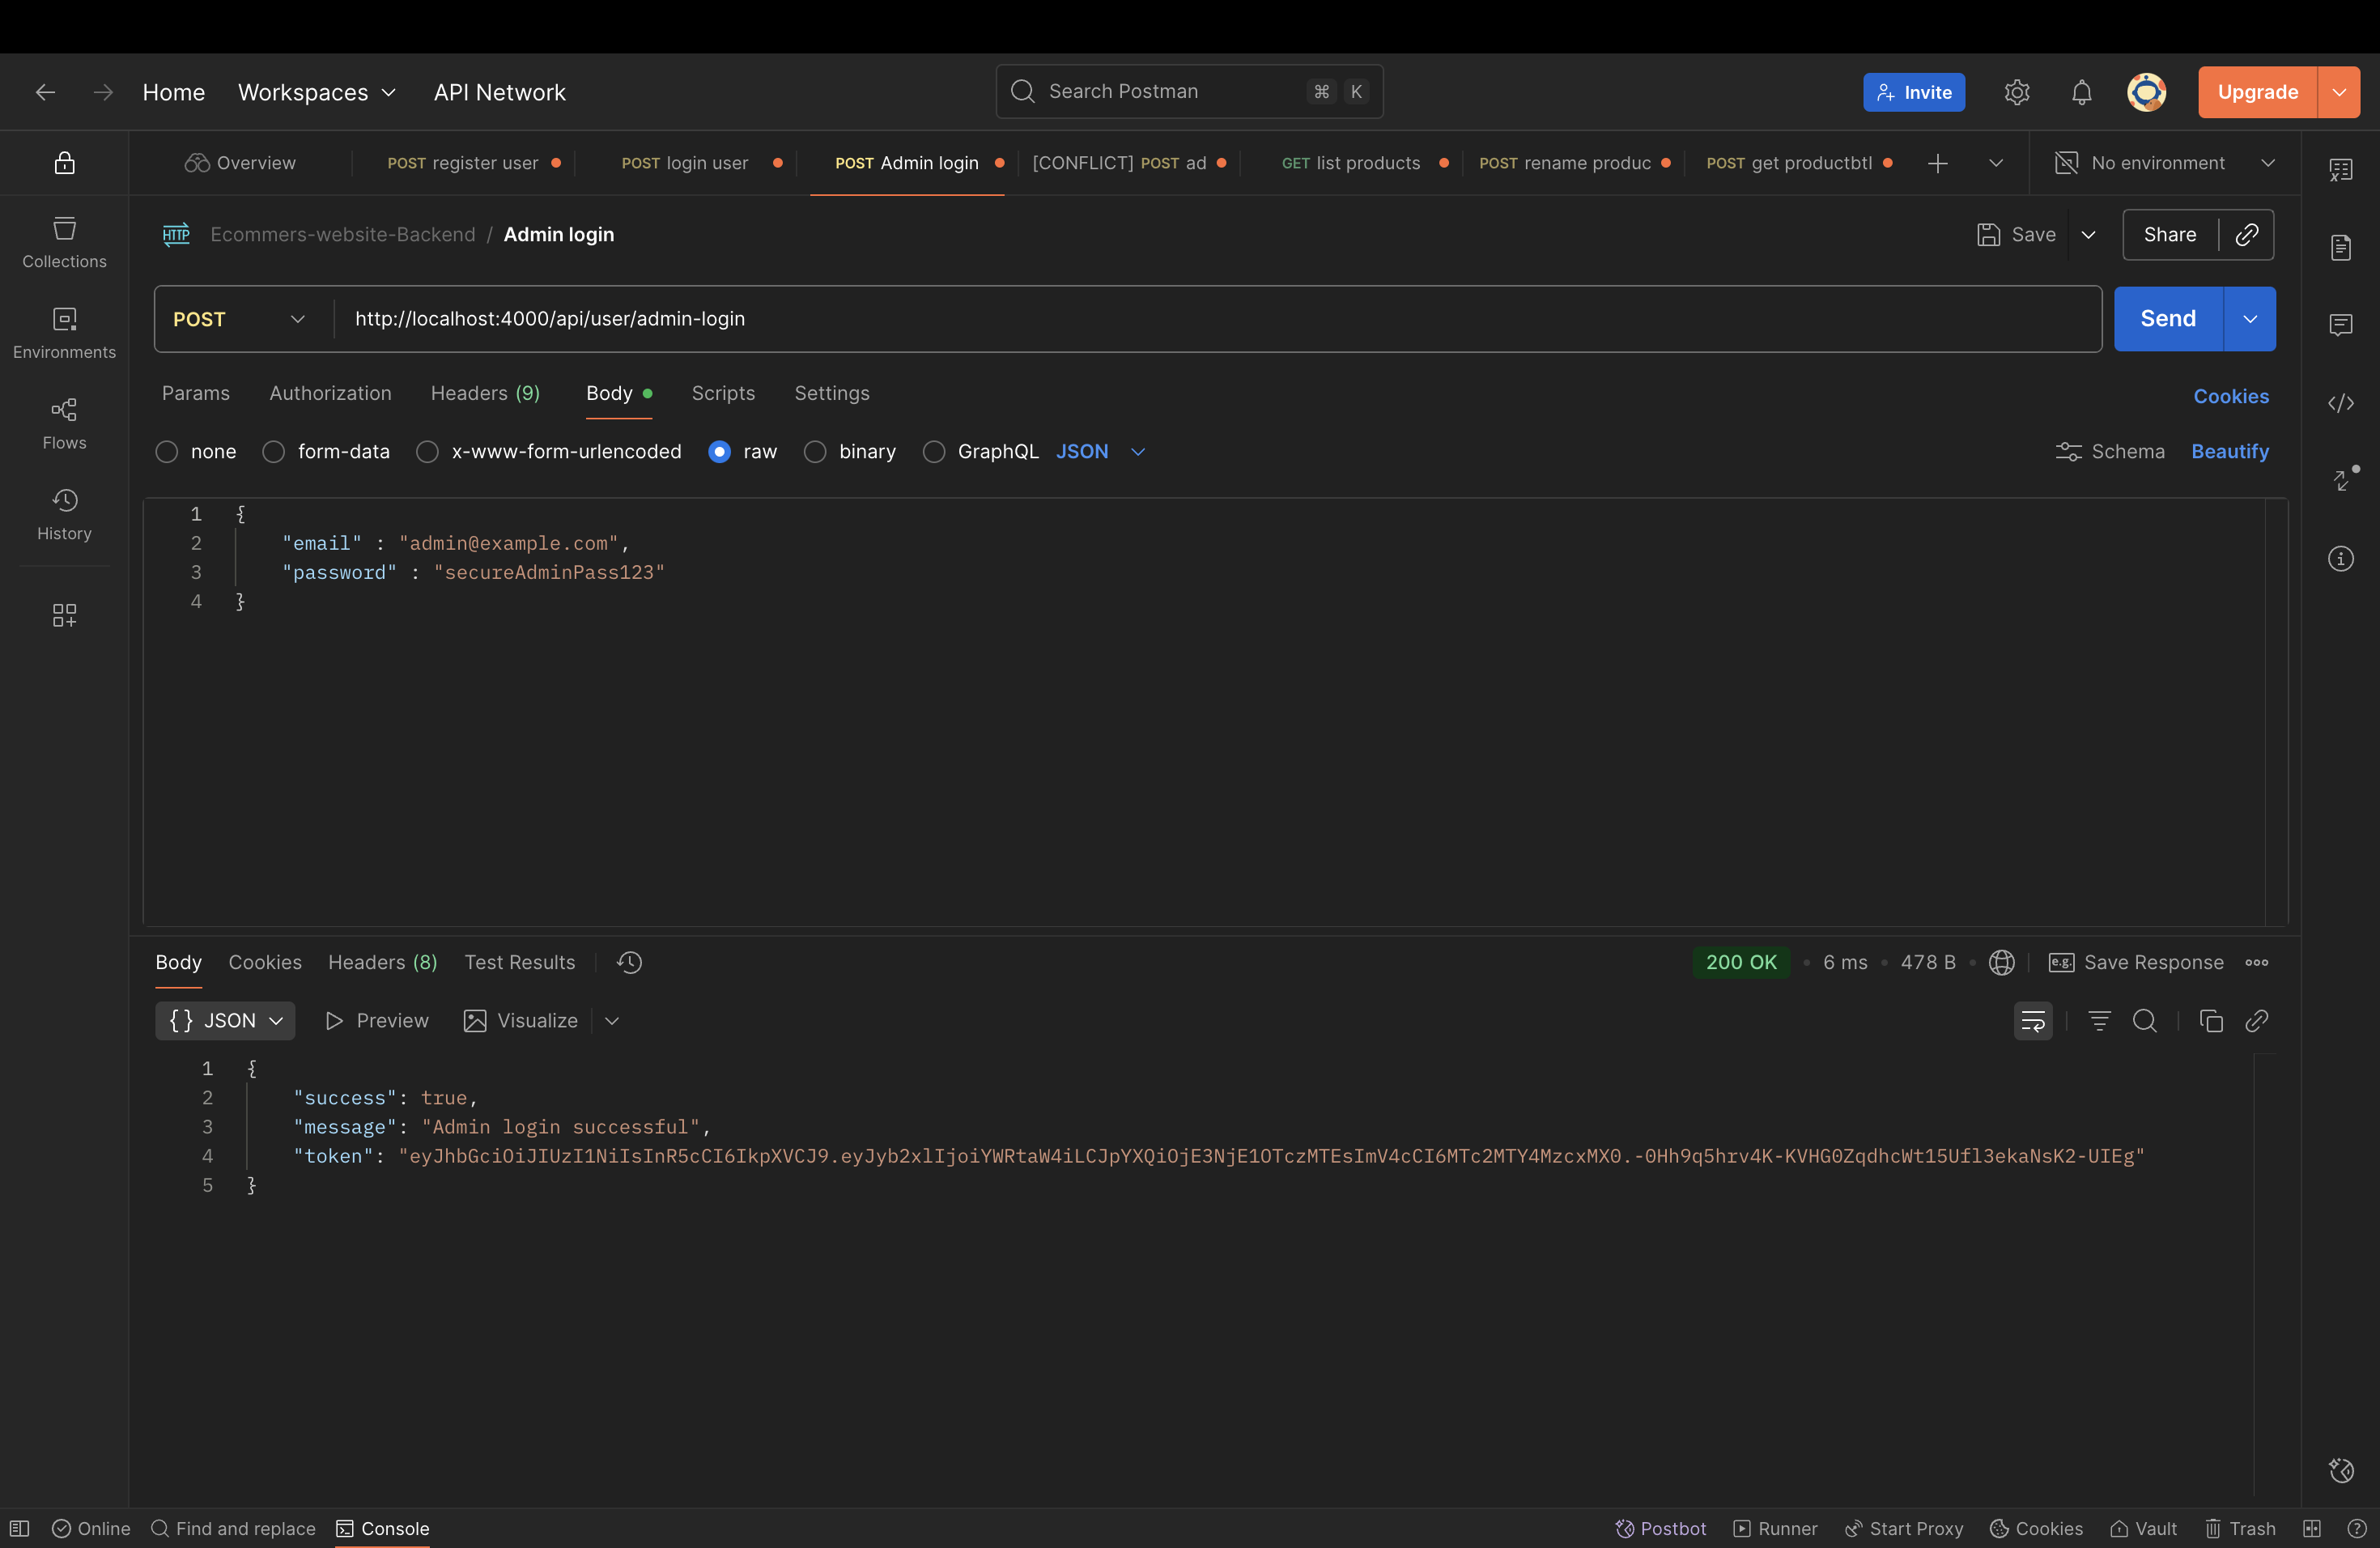 Home Workspaces API Network Search Postman ⌘ K Invite Upgrade
Overview POST register user POST login user POST Admin login [CONFLICT] POST ad GET list products POST rename produc POST get productbtI No environment
HTTP Ecommers-website-Backend / Admin login Save Share
Collections
Environments
Flows
History
POST http://localhost:4000/api/user/admin-login Send
Params Authorization Headers (9) Body Scripts Settings Cookies
none form-data x-www-form-urlencoded raw binary GraphQL JSON Schema Beautify
1 {
2 "email" : "admin@example.com",
3 "password" : "secureAdminPass123"
4 }
Body Cookies Headers (8) Test Results 200 OK • 6 ms • 478 B • e.g. Save Response
{} JSON Preview Visualize
1 {
2 "success": true,
3 "message": "Admin login successful",
4 "token": "eyJhbGciOiJIUzI1NiIsInR5cCI6IkpXVCJ9.eyJyb2xlIjoiYWRtaW4iLCJpYXQiOjE3NjE1OTczMTEsImV4cCI6MTc2MTY4MzcxMX0.-0Hh9q5hrv4K-KVHG0ZqdhcWt15Ufl3ekaNsK2-UIEg"
5 }
Online Find and replace Console Postbot Runner Start Proxy Cookies Vault Trash